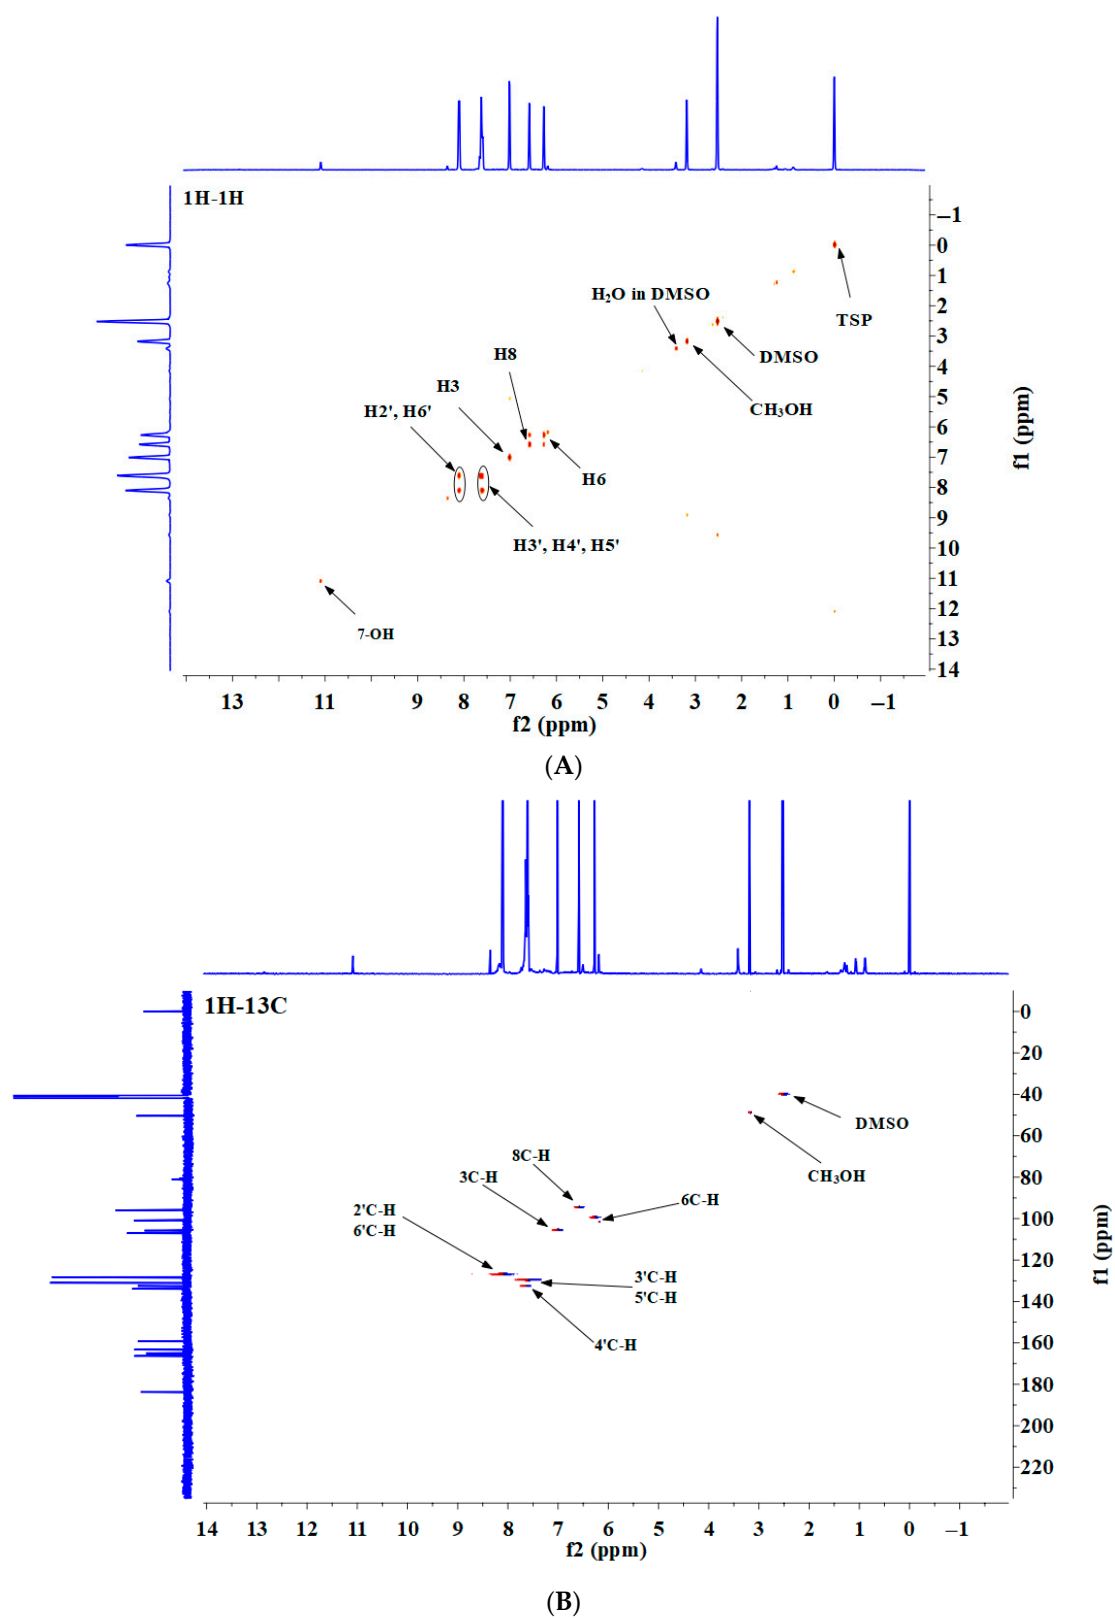 1H-1H
−1
0
1
2
3
4
5
6
7
8
9
10
11
12
13
14
f1 (ppm)
H₂O in DMSO
TSP
DMSO
H8
H3
CH₃OH
H2', H6'
H6
H3', H4', H5'
7-OH
13 11 9 8 7 6 5 4 3 2 1 0 −1
f2 (ppm)
(A)
1H-13C
0
20
40
60
80
100
120
140
160
180
200
220
f1 (ppm)
DMSO
8C-H
CH₃OH
3C-H
6C-H
2'C-H
6'C-H
3'C-H
5'C-H
4'C-H
14 13 12 11 10 9 8 7 6 5 4 3 2 1 0 −1
f2 (ppm)
(B)